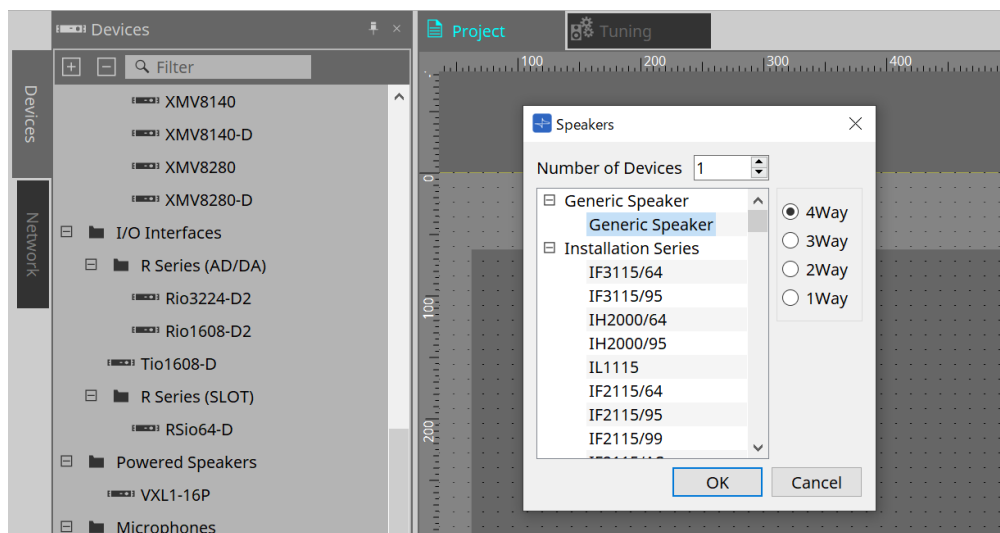 Devices
Project
Tuning
Filter
Devices
Network
XMV8140
XMV8140-D
XMV8280
XMV8280-D
I/O Interfaces
R Series (AD/DA)
Rio3224-D2
Rio1608-D2
Tio1608-D
R Series (SLOT)
RSio64-D
Powered Speakers
VXL1-16P
Microphones
100
200
300
400
0
100
200
Speakers
Number of Devices 1
Generic Speaker
Generic Speaker
Installation Series
IF3115/64
IF3115/95
IH2000/64
IH2000/95
IL1115
IF2115/64
IF2115/95
IF2115/99
4Way
3Way
2Way
1Way
OK
Cancel